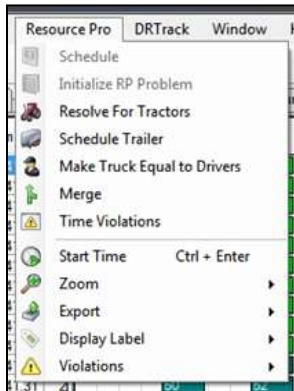 Resource Pro DRTrack Window
Schedule
Initialize RP Problem
Resolve For Tractors
Schedule Trailer
Make Truck Equal to Drivers
Merge
Time Violations
Start Time Ctrl + Enter
Zoom
Export
Display Label
Violations